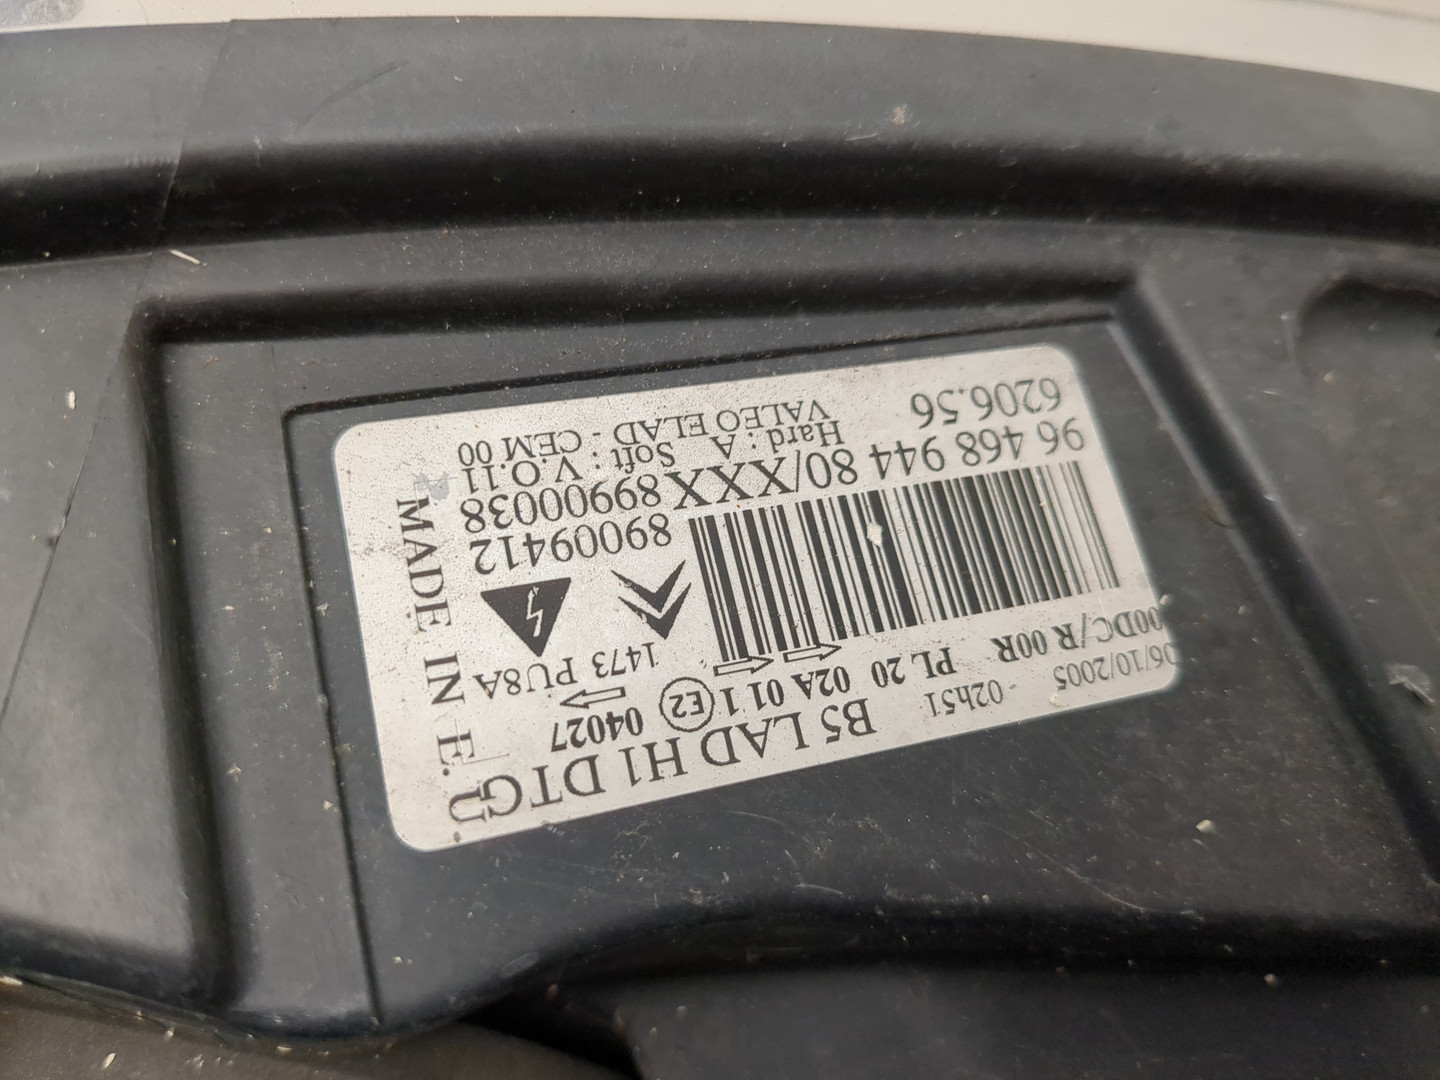 06/10/2005 - 02h51 B5 LAD H1 DTG
00DC/R 00R PL 20 02A 01 1 E2 04027
1473 PU8A
89009412
96 468 944 80/XXX 89900038
Hard : A Soft : V.O.11
6206.56 VALEO ELAD - CEM 00
MADE IN E.U